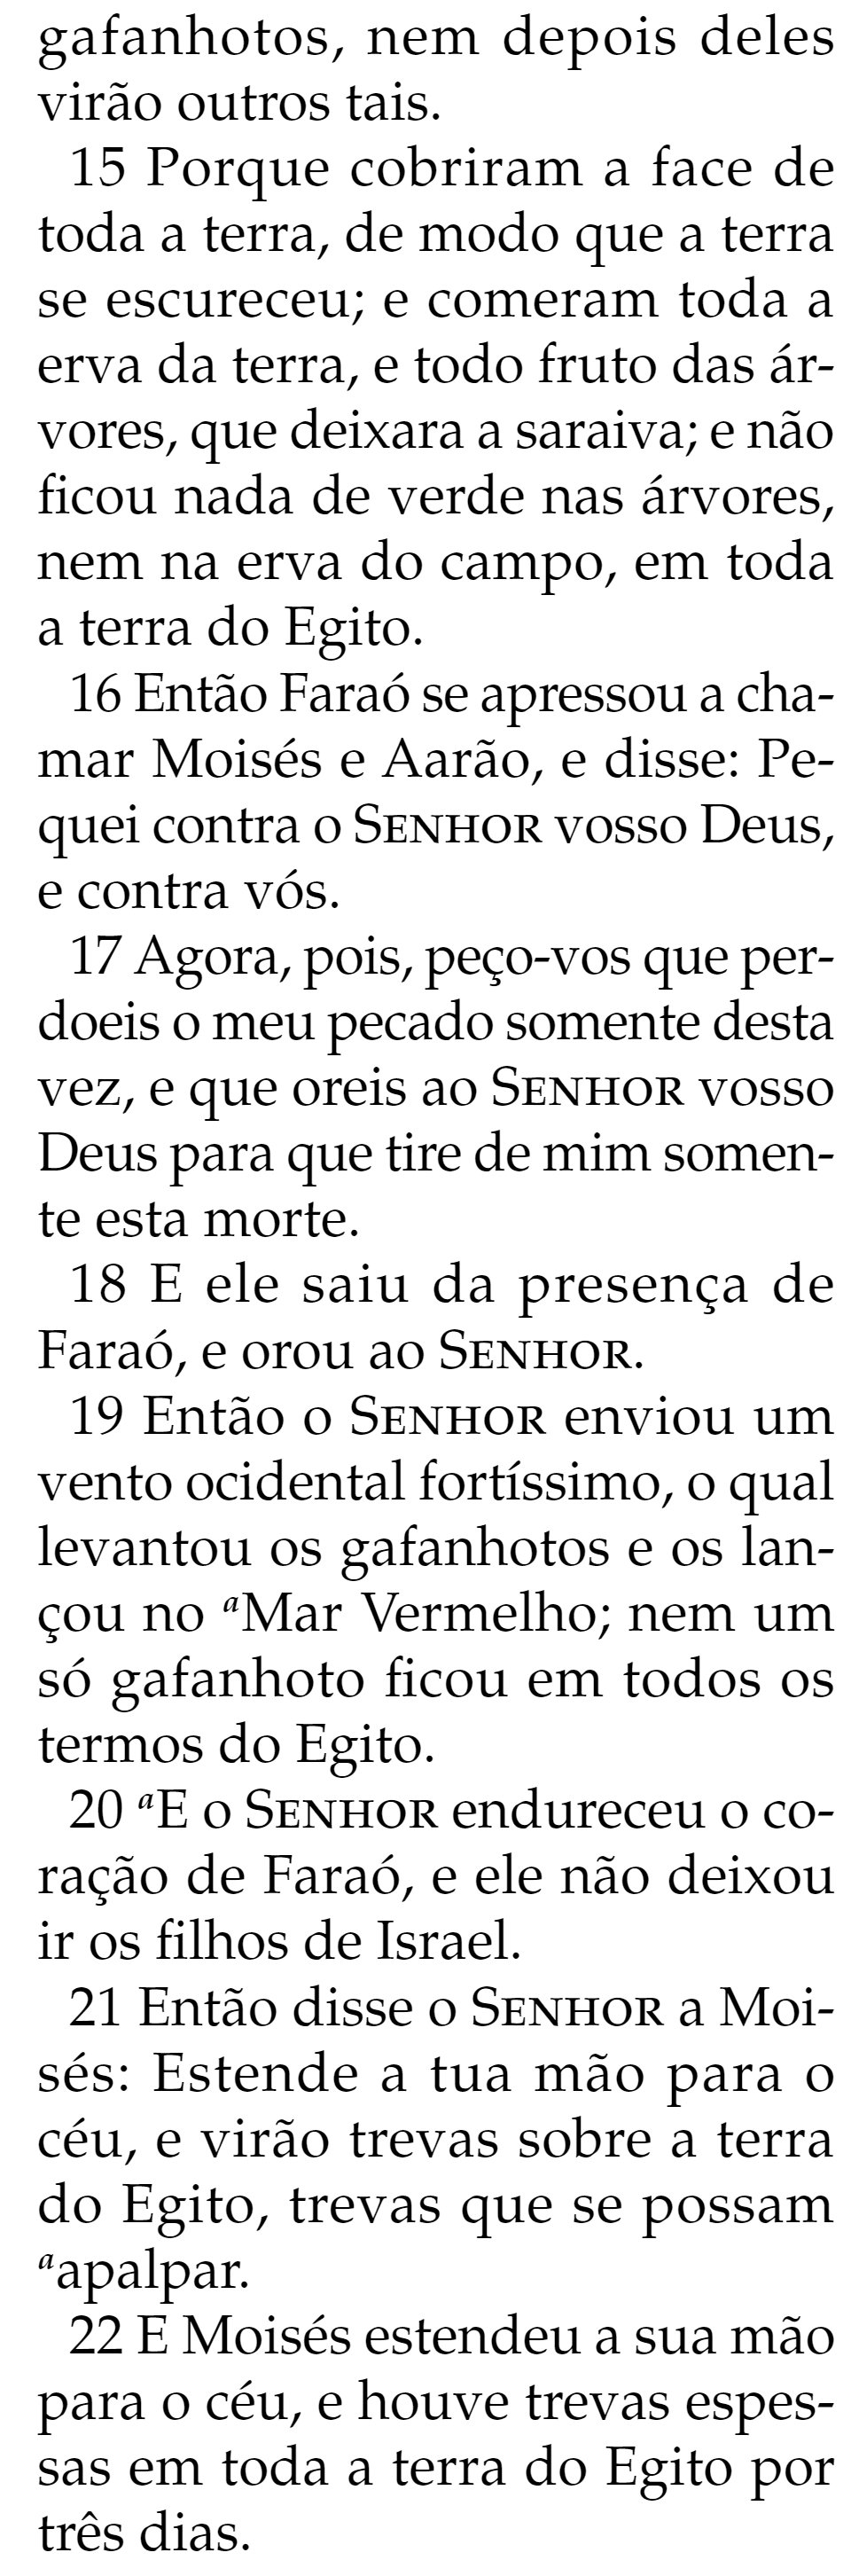 gafanhotos, nem depois deles
virão outros tais.
15 Porque cobriram a face de
toda a terra, de modo que a terra
se escureceu; e comeram toda a
erva da terra, e todo fruto das ár-
vores, que deixara a saraiva; e não
ficou nada de verde nas árvores,
nem na erva do campo, em toda
a terra do Egito.
16 Então Faraó se apressou a cha-
mar Moisés e Aarão, e disse: Pe-
quei contra o SENHOR vosso Deus,
e contra vós.
17 Agora, pois, peço-vos que per-
doeis o meu pecado somente desta
vez, e que oreis ao SENHOR vosso
Deus para que tire de mim somen-
te esta morte.
18 E ele saiu da presença de
Faraó, e orou ao SENHOR.
19 Então o SENHOR enviou um
vento ocidental fortíssimo, o qual
levantou os gafanhotos e os lan-
çou no aMar Vermelho; nem um
só gafanhoto ficou em todos os
termos do Egito.
20 aE o SENHOR endureceu o co-
ração de Faraó, e ele não deixou
ir os filhos de Israel.
21 Então disse o SENHOR a Moi-
sés: Estende a tua mão para o
céu, e virão trevas sobre a terra
do Egito, trevas que se possam
aapalpar.
22 E Moisés estendeu a sua mão
para o céu, e houve trevas espes-
sas em toda a terra do Egito por
três dias.